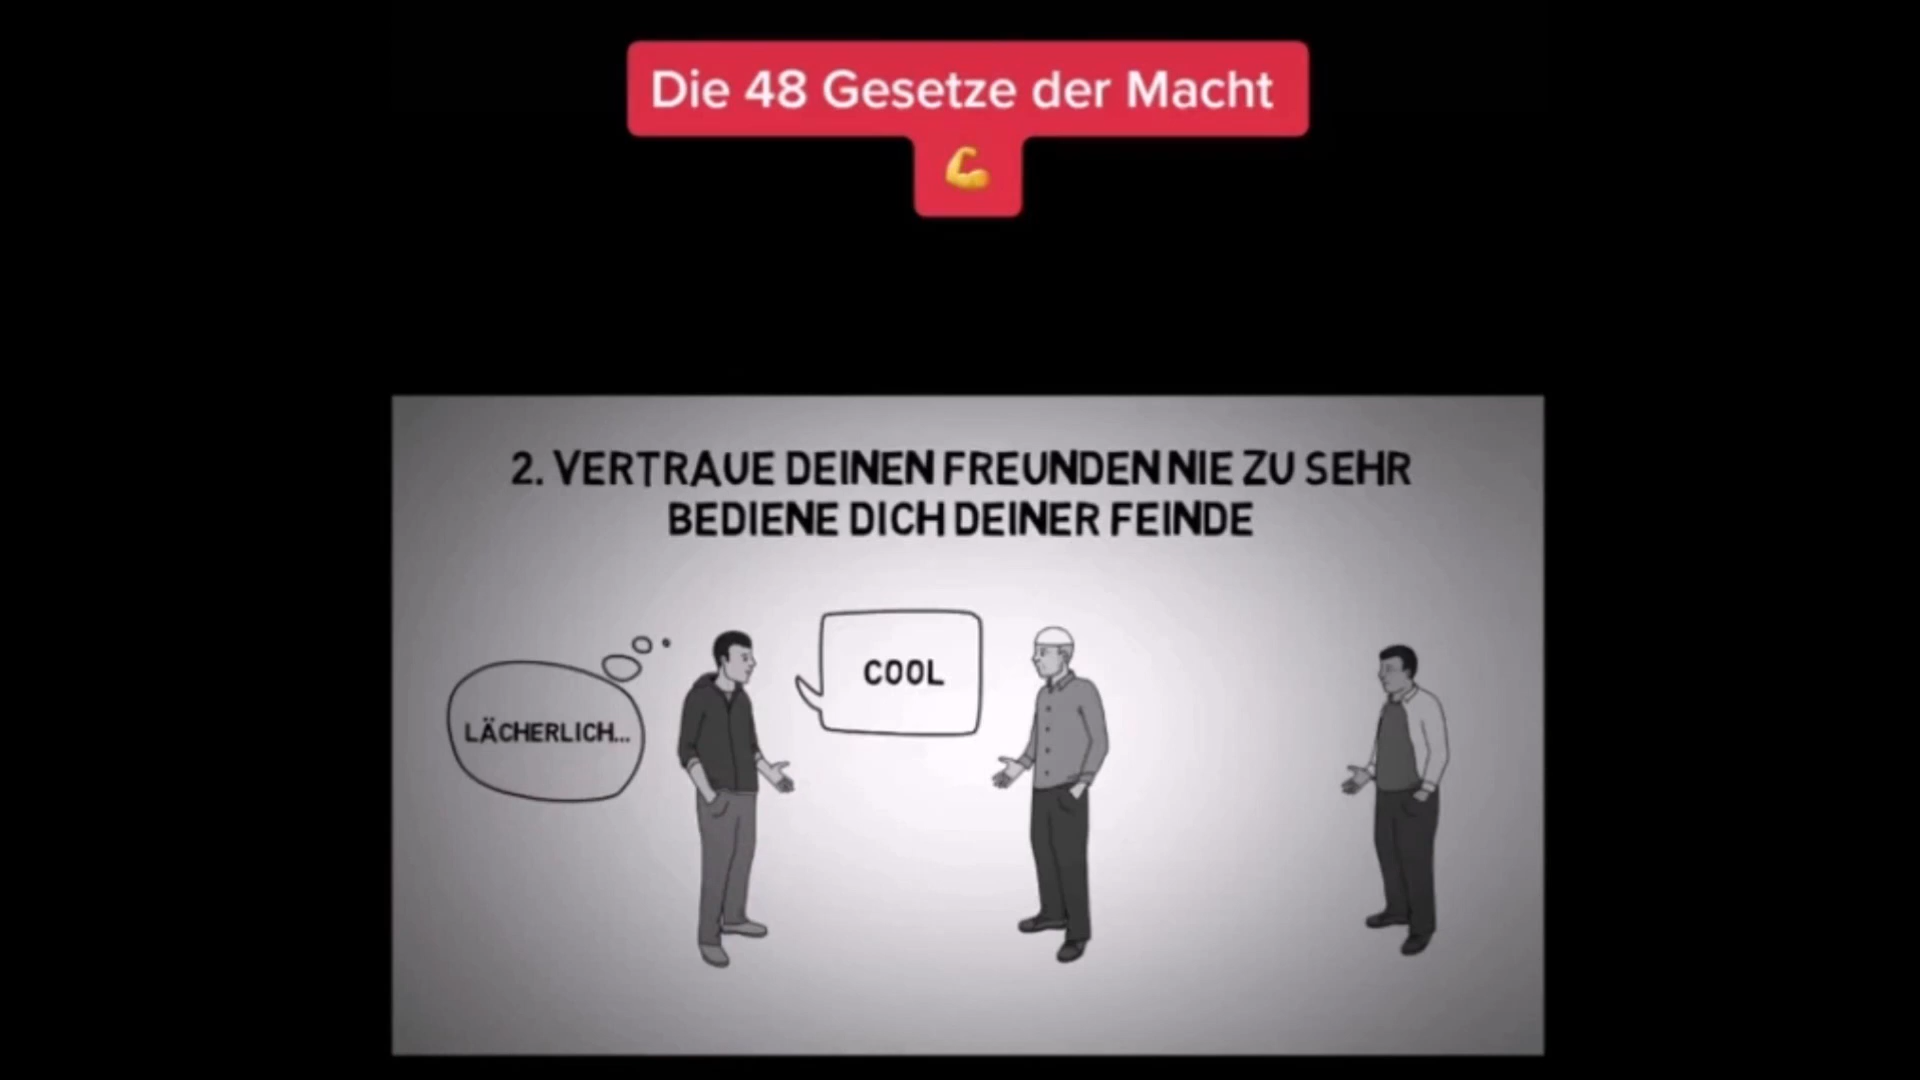 Die 48 Gesetze der Macht
💪
2. VERTRAUE DEINEN FREUNDEN NIE ZU SEHR
BEDIENE DICH DEINER FEINDE
LÄCHERLICH...
COOL